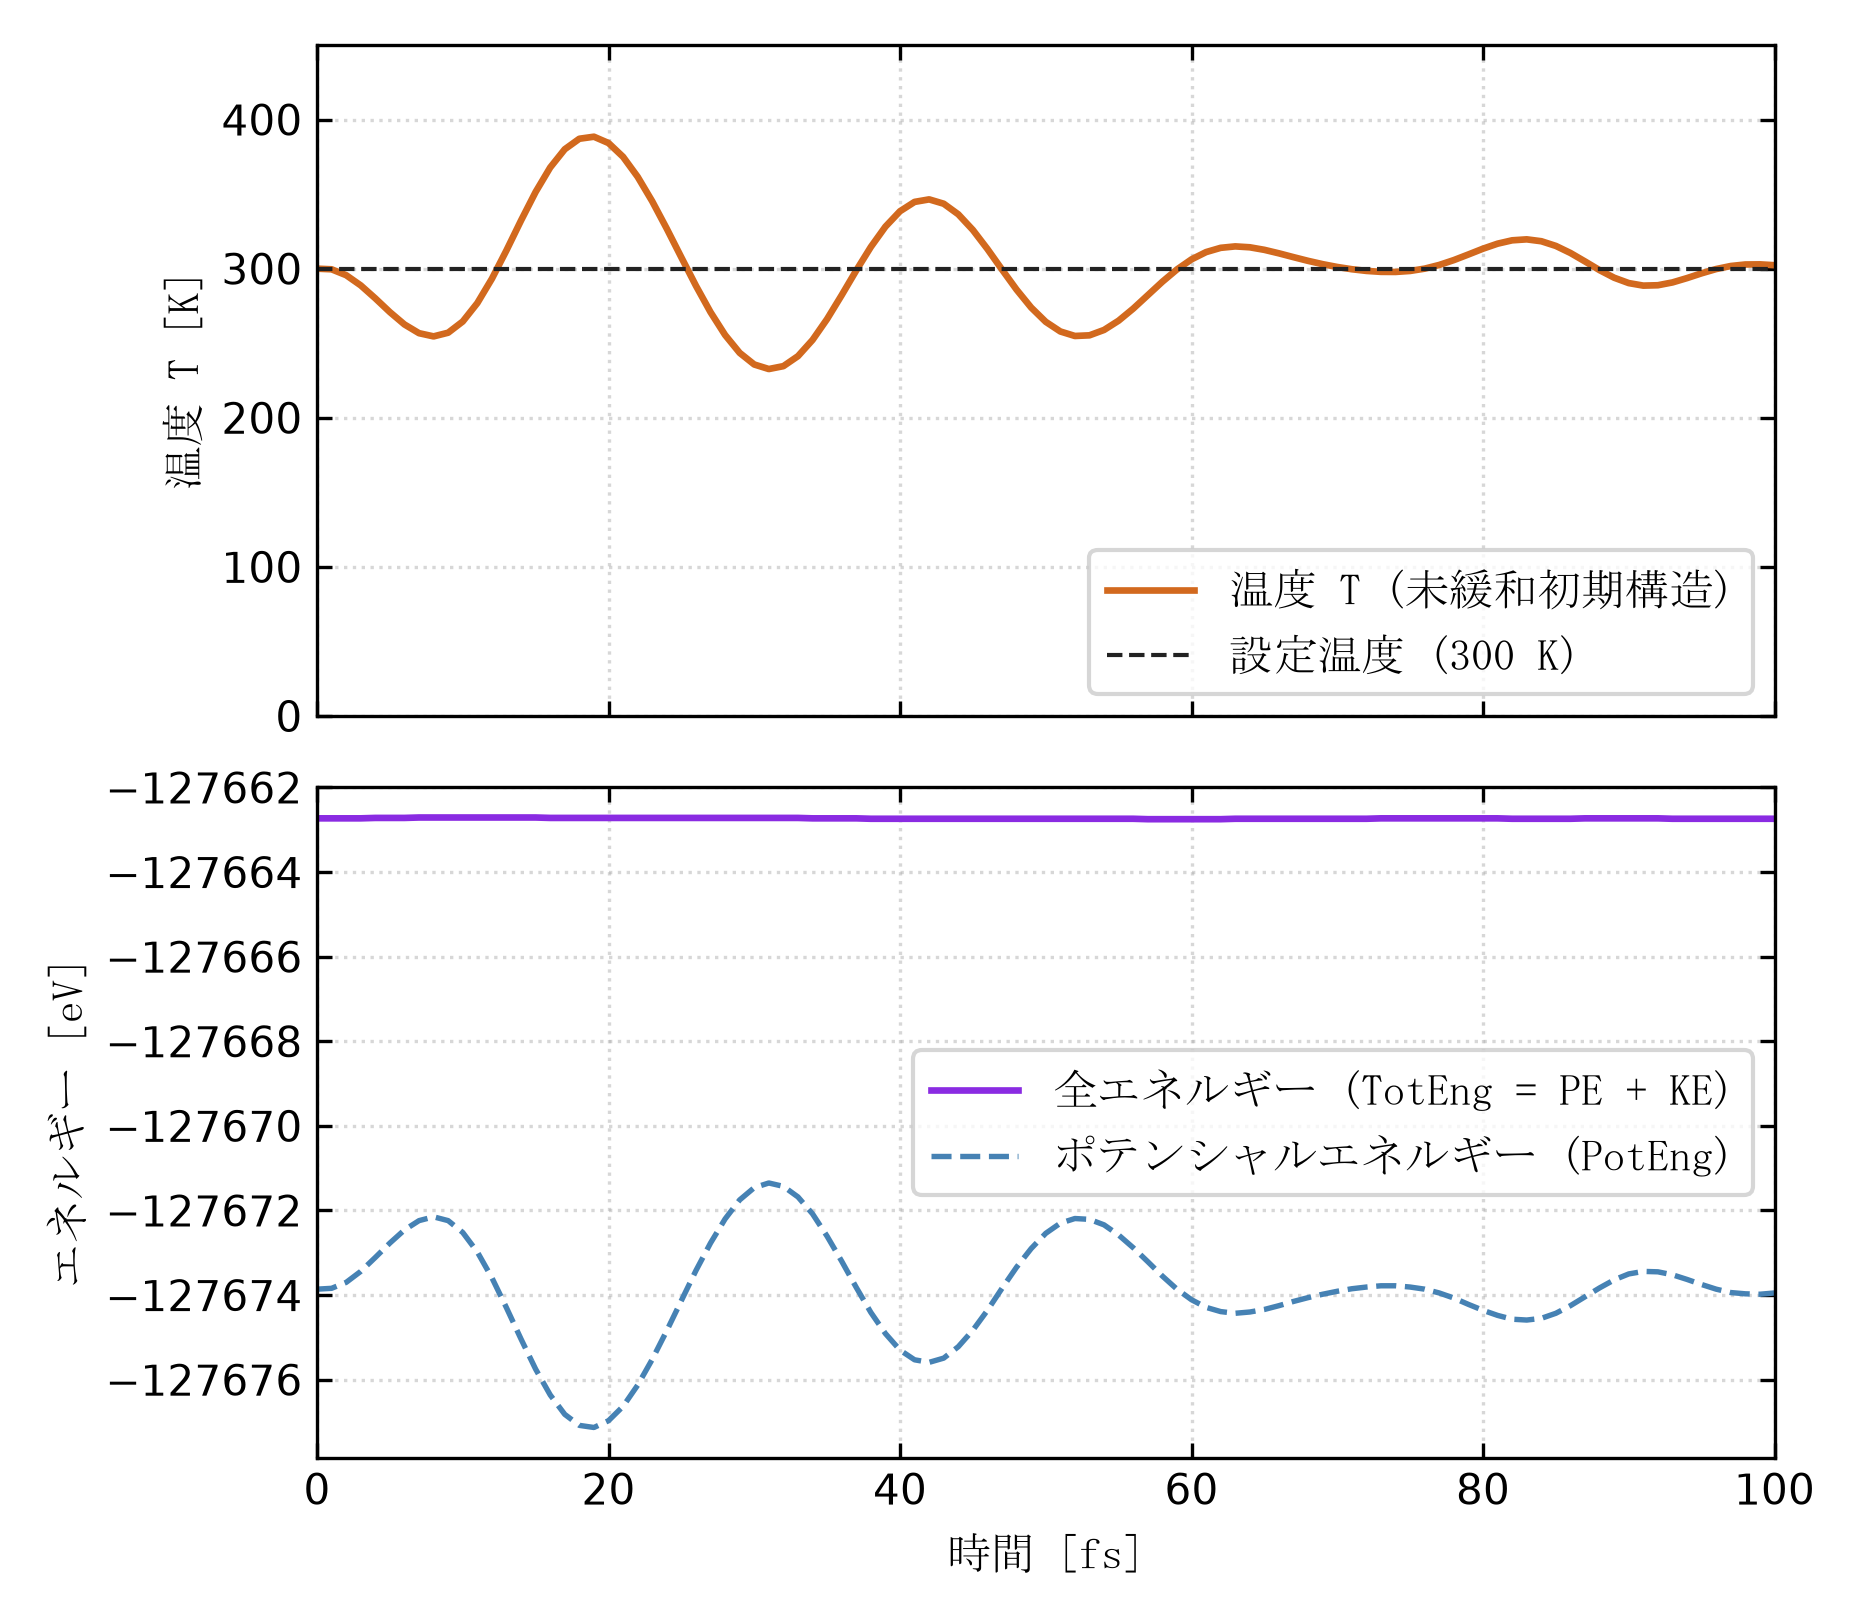 400
300
200
100
0
温度 T [K]
温度 T (未緩和初期構造)
設定温度 (300 K)
−127662
−127664
−127666
−127668
−127670
−127672
−127674
−127676
エネルギー [eV]
全エネルギー (TotEng = PE + KE)
ポテンシャルエネルギー (PotEng)
0 20 40 60 80 100
時間 [fs]